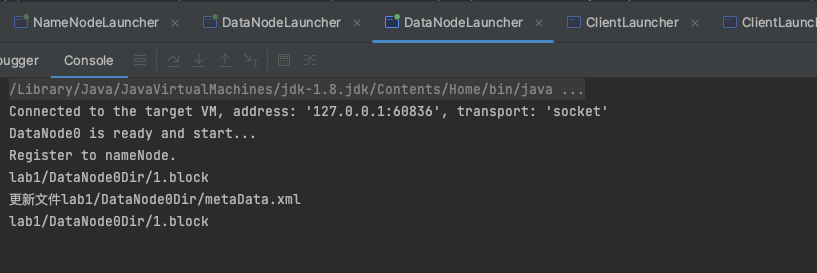 NameNodeLauncher × DataNodeLauncher × DataNodeLauncher × ClientLauncher ×
ugger Console
/Library/Java/JavaVirtualMachines/jdk-1.8.jdk/Contents/Home/bin/java ...
Connected to the target VM, address: '127.0.0.1:60836', transport: 'socket'
DataNode0 is ready and start...
Register to nameNode.
lab1/DataNode0Dir/1.block
更新文件lab1/DataNode0Dir/metaData.xml
lab1/DataNode0Dir/1.block